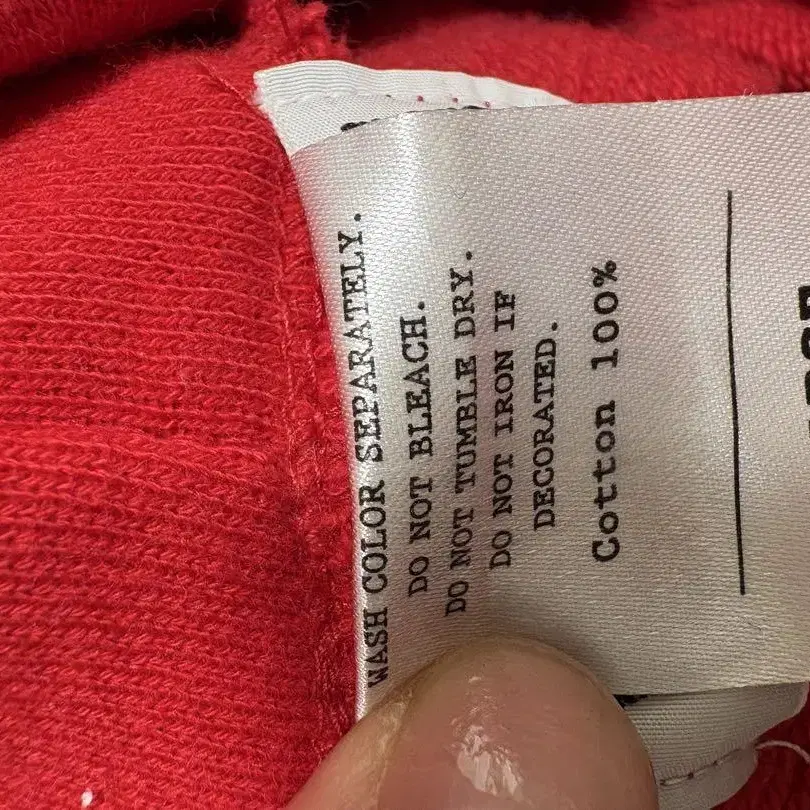 WASH COLOR SEPARATELY.
DO NOT BLEACH.
DO NOT TUMBLE DRY.
DO NOT IRON IF
DECORATED.
Cotton 100%